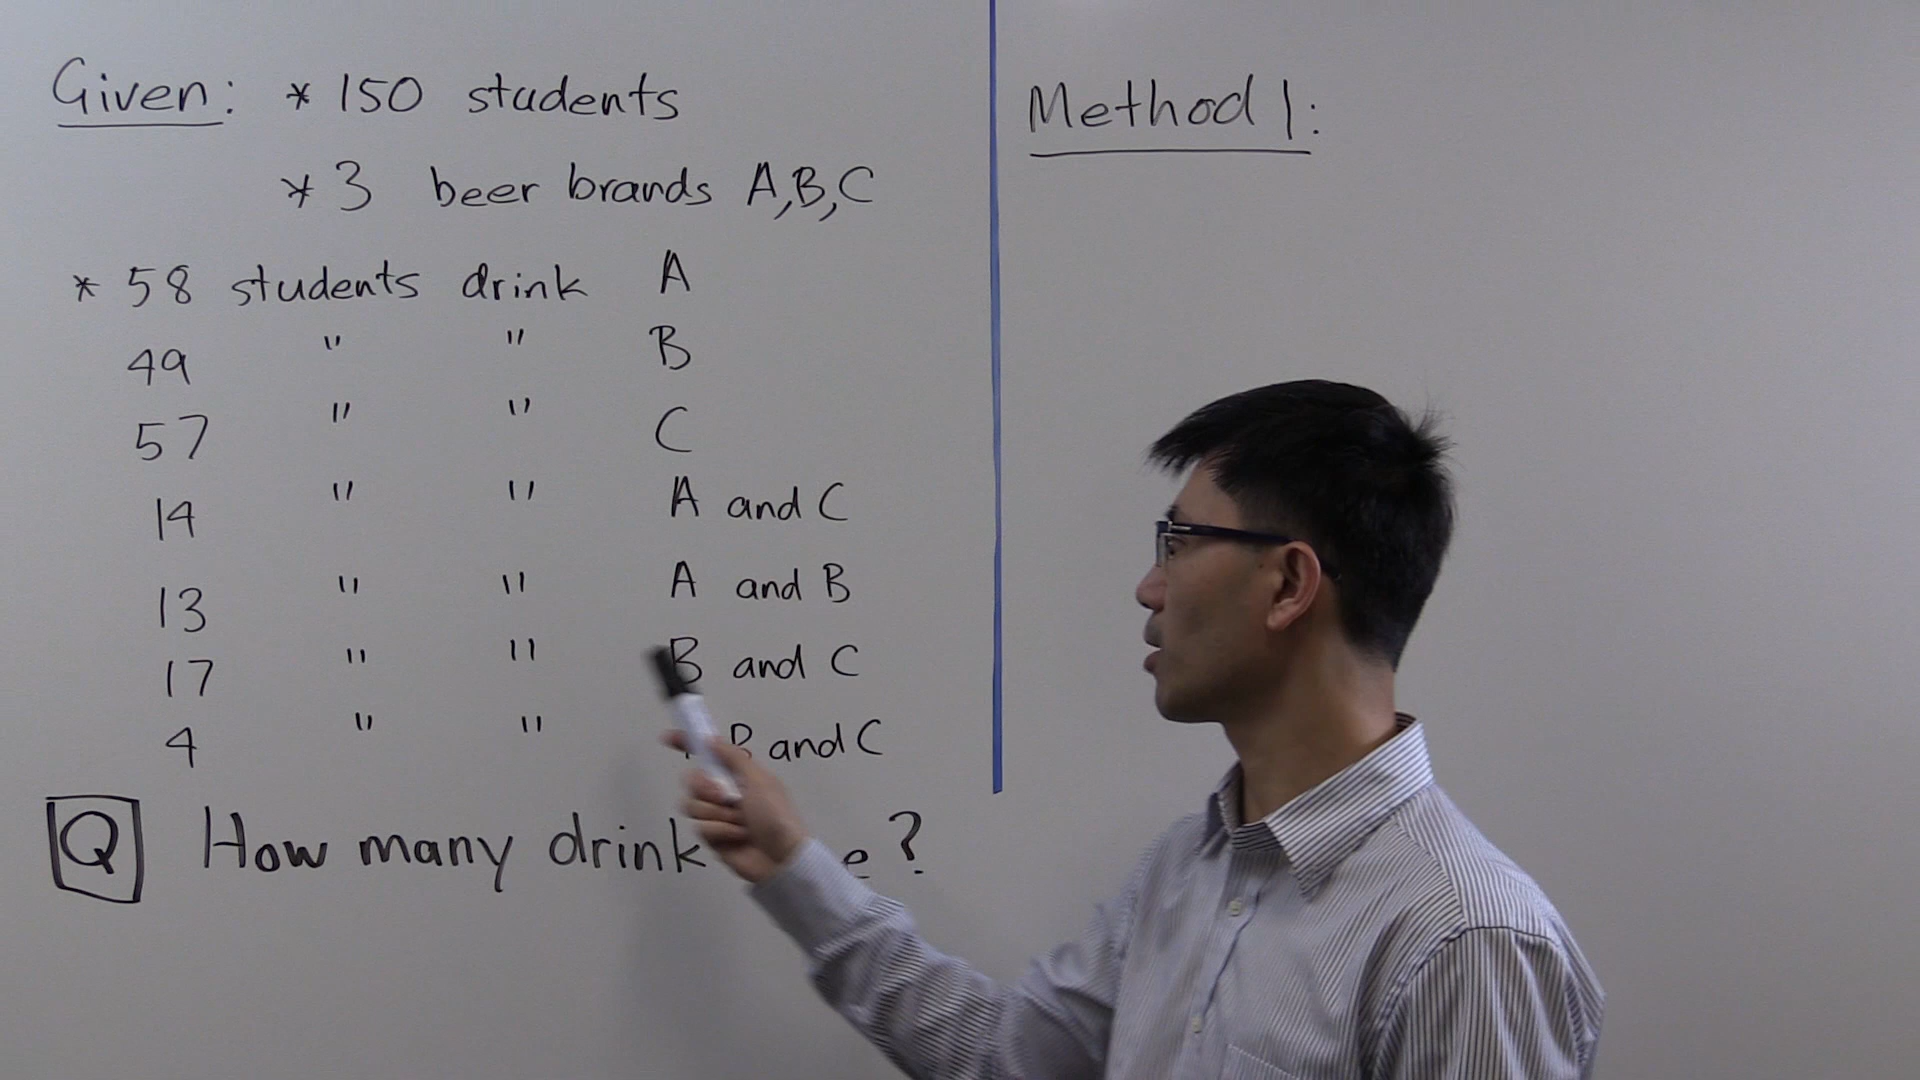 Given: * 150 students
* 3 beer brands A,B,C
* 58 students drink A
49 " " B
57 " " C
14 " " A and C
13 " " A and B
17 " " B and C
4 " " B and C
Q How many drink ?
Method 1: